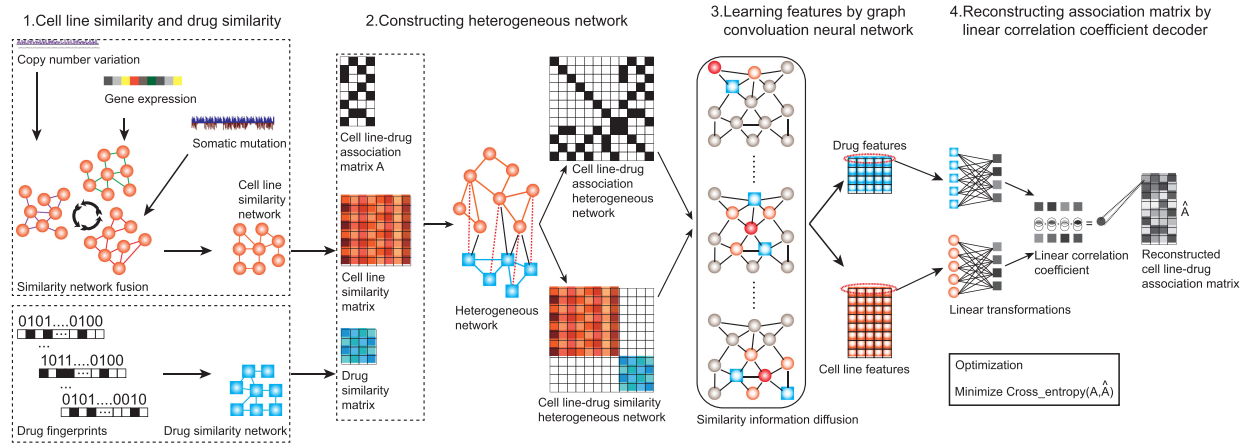 1.Cell line similarity and drug similarity
Copy number variation
Gene expression
Somatic mutation
Cell line
similarity
network
Similarity network fusion
0101....0100
...
1011....0100
...
0101....0010
Drug fingerprints
Drug similarity network
2.Constructing heterogeneous network
Cell line-drug
association
matrix A
Cell line
similarity
matrix
Drug
similarity
matrix
Heterogeneous
network
Cell line-drug
association
heterogeneous
network
Cell line-drug similarity
heterogeneous network
3.Learning features by graph
convoluation neural network
Similarity information diffusion
Drug features
Cell line features
4.Reconstructing association matrix by
linear correlation coefficient decoder
=
Â
Linear correlation
coefficient
Reconstructed
cell line-drug
association matrix
Linear transformations
Optimization
Minimize Cross_entropy(A,Â)